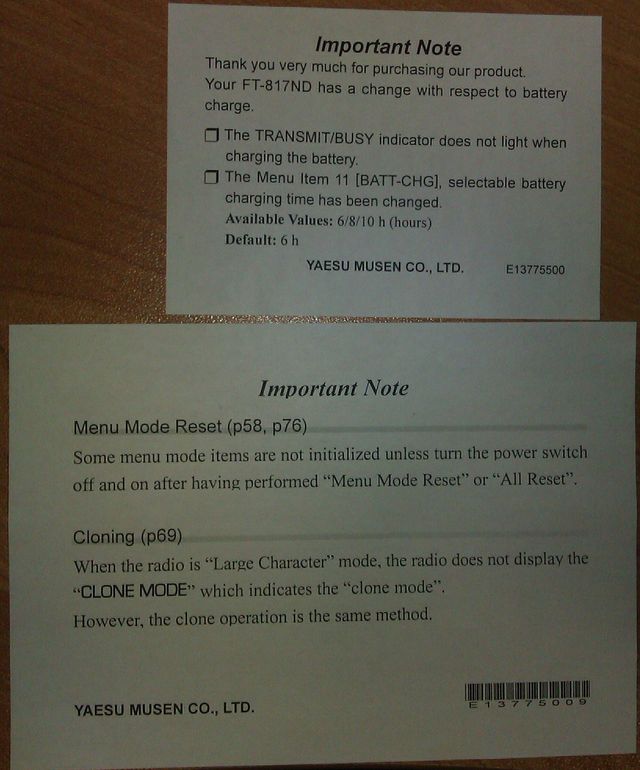 Important Note
Thank you very much for purchasing our product.
Your FT-817ND has a change with respect to battery
charge.
❒ The TRANSMIT/BUSY indicator does not light when
charging the battery.
❒ The Menu Item 11 [BATT-CHG], selectable battery
charging time has been changed.
Available Values: 6/8/10 h (hours)
Default: 6 h
YAESU MUSEN CO., LTD. E13775500
Important Note
Menu Mode Reset (p58, p76)
Some menu mode items are not initialized unless turn the power switch
off and on after having performed “Menu Mode Reset” or “All Reset”.
Cloning (p69)
When the radio is “Large Character” mode, the radio does not display the
“CLONE MODE” which indicates the “clone mode”.
However, the clone operation is the same method.
YAESU MUSEN CO., LTD. E13775009